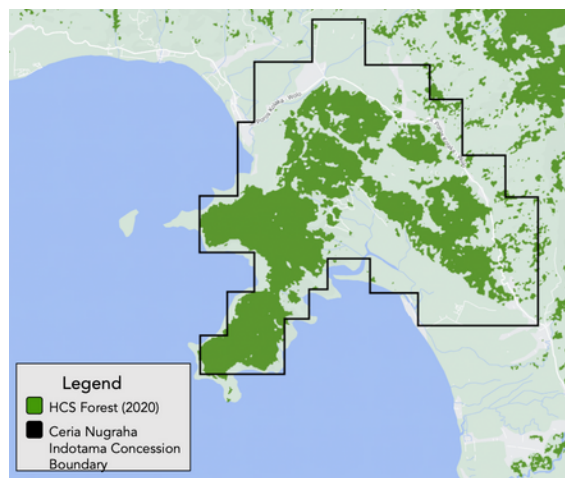 Legend
HCS Forest (2020)
Ceria Nugraha
Indotama Concession
Boundary